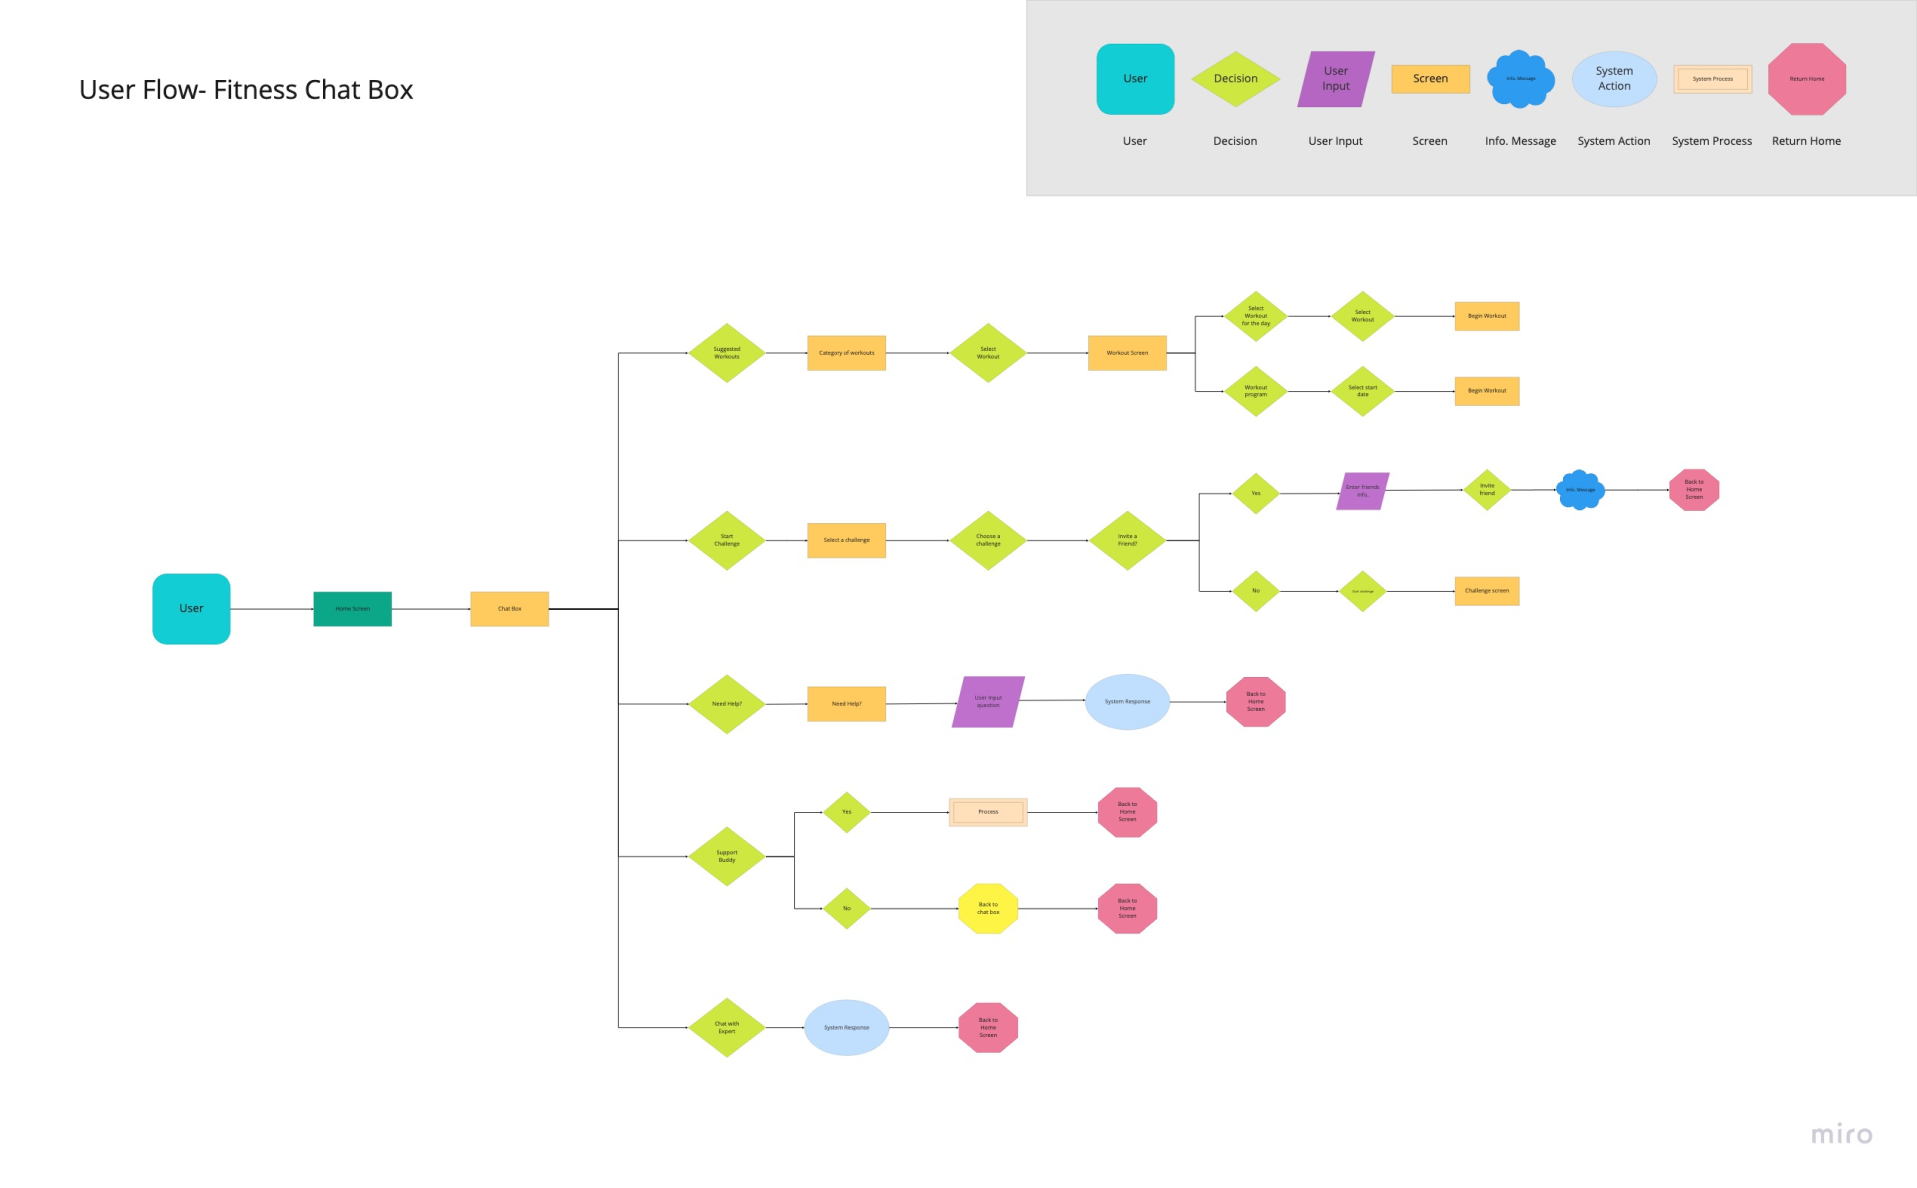 User Flow- Fitness Chat Box
User
Decision
User
Input
Screen
Info. Message
System
Action
System Process
Return Home
User
Decision
User Input
Screen
Info. Message
System Action
System Process
Return Home
User
Home Screen
Chat Box
Suggested
Workouts
Category of workouts
Select
Workout
Workout Screen
Select
Workout
for the day
Select
Workout
Begin Workout
Workout
program
Select start
date
Begin Workout
Start
Challenge
Select a challenge
Choose a
challenge
Invite a
Friend?
Yes
Enter friends
info.
Invite
friend
Info. Message
Back to
Home
Screen
No
Start challenge
Challenge screen
Need Help?
Need Help?
User input
question
System Response
Back to
Home
Screen
Support
Buddy
Yes
Process
Back to
Home
Screen
No
Back to
chat box
Back to
Home
Screen
Chat with
Expert
System Response
Back to
Home
Screen
miro